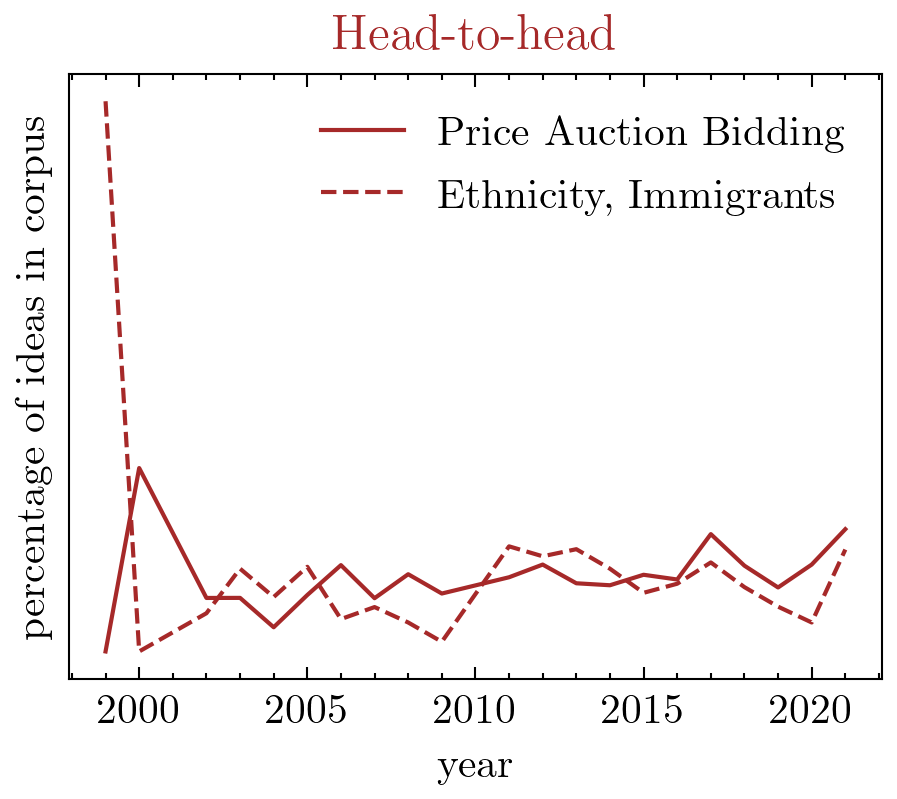 Head-to-head
Price Auction Bidding
Ethnicity, Immigrants
percentage of ideas in corpus
2000 2005 2010 2015 2020
year